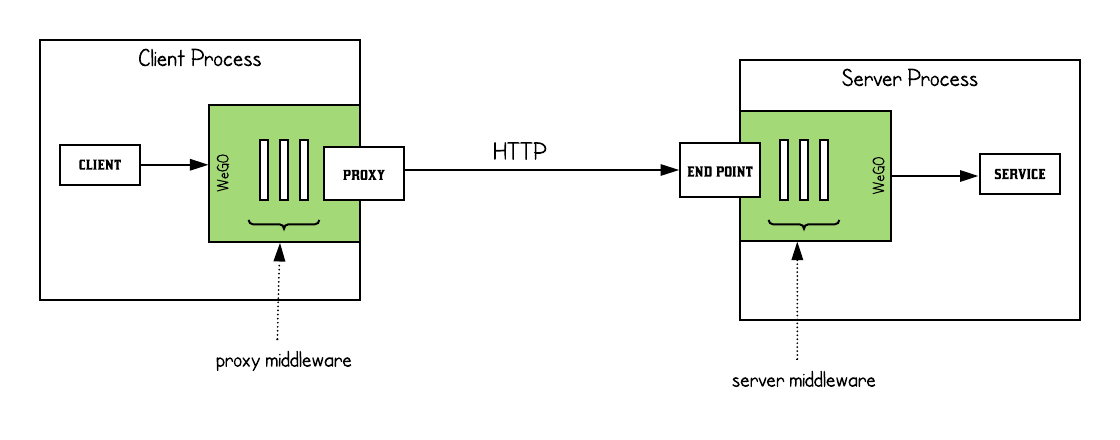 Client Process
Server Process
CLIENT
WeGO
PROXY
HTTP
END POINT
WeGO
SERVICE
proxy middleware
server middleware